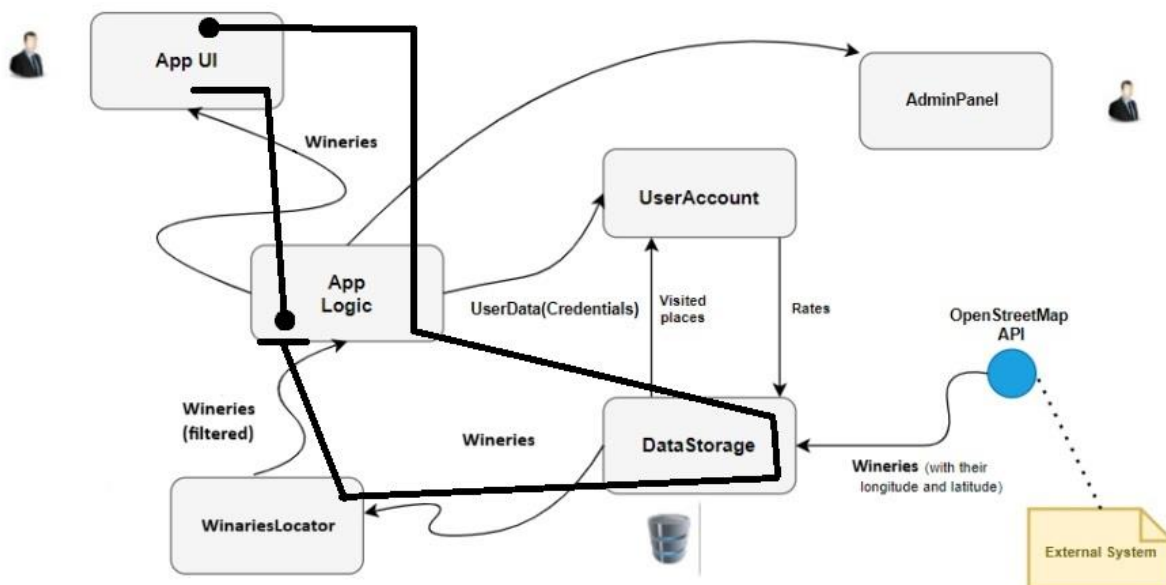 App UI
AdminPanel
Wineries
UserAccount
App
Logic
UserData(Credentials)
Visited
places
Rates
OpenStreetMap
API
Wineries
(filtered)
Wineries
DataStorage
Wineries (with their
longitude and latitude)
WinariesLocator
External System